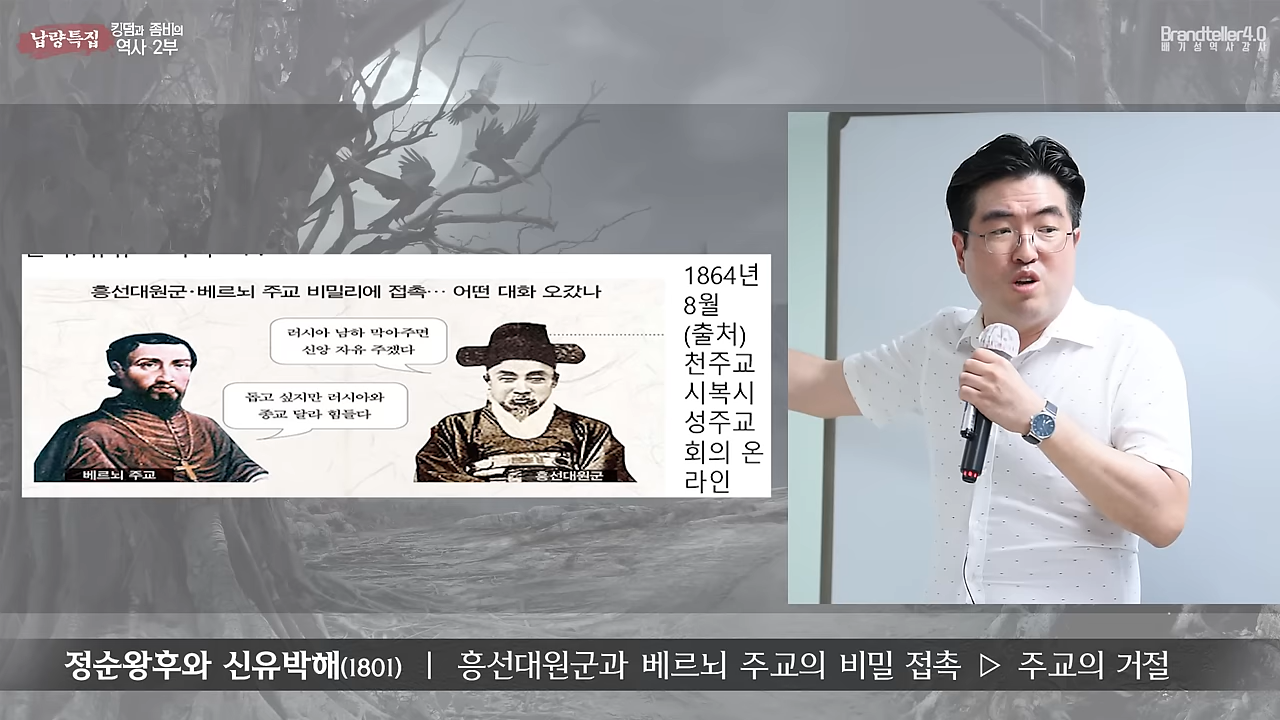 납량특집
킹덤과 좀비의
역사 2부
Brandteller4.0
배기성역사강사
흥선대원군·베르뇌 주교 비밀리에 접촉… 어떤 대화 오갔나
러시아 남하 막아주면
신앙 자유 주겠다
돕고 싶지만 러시아와
종교 달라 힘들다
베르뇌 주교
흥선대원군
1864년
8월
(출처)
천주교
시복시
성주교
회의 온
라인
정순왕후와 신유박해(1801) | 흥선대원군과 베르뇌 주교의 비밀 접촉 ▷ 주교의 거절